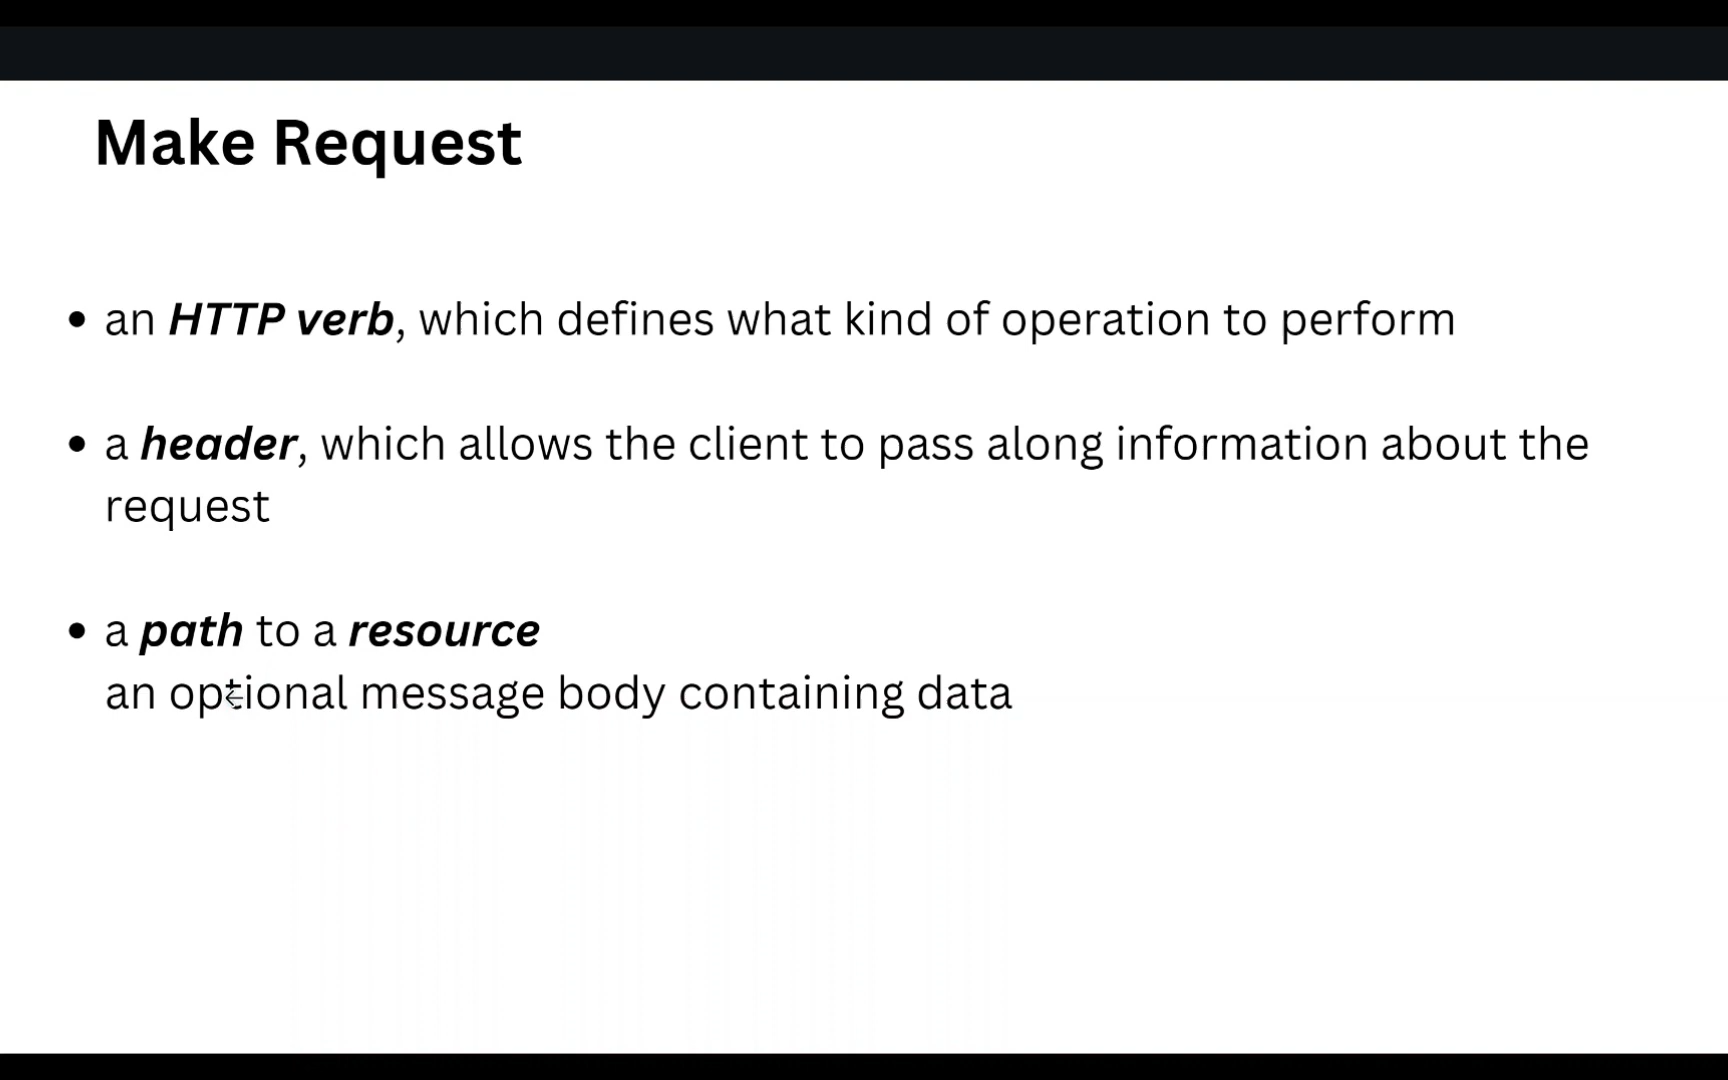 Make Request
• an HTTP verb, which defines what kind of operation to perform
• a header, which allows the client to pass along information about the
request
• a path to a resource
an optional message body containing data